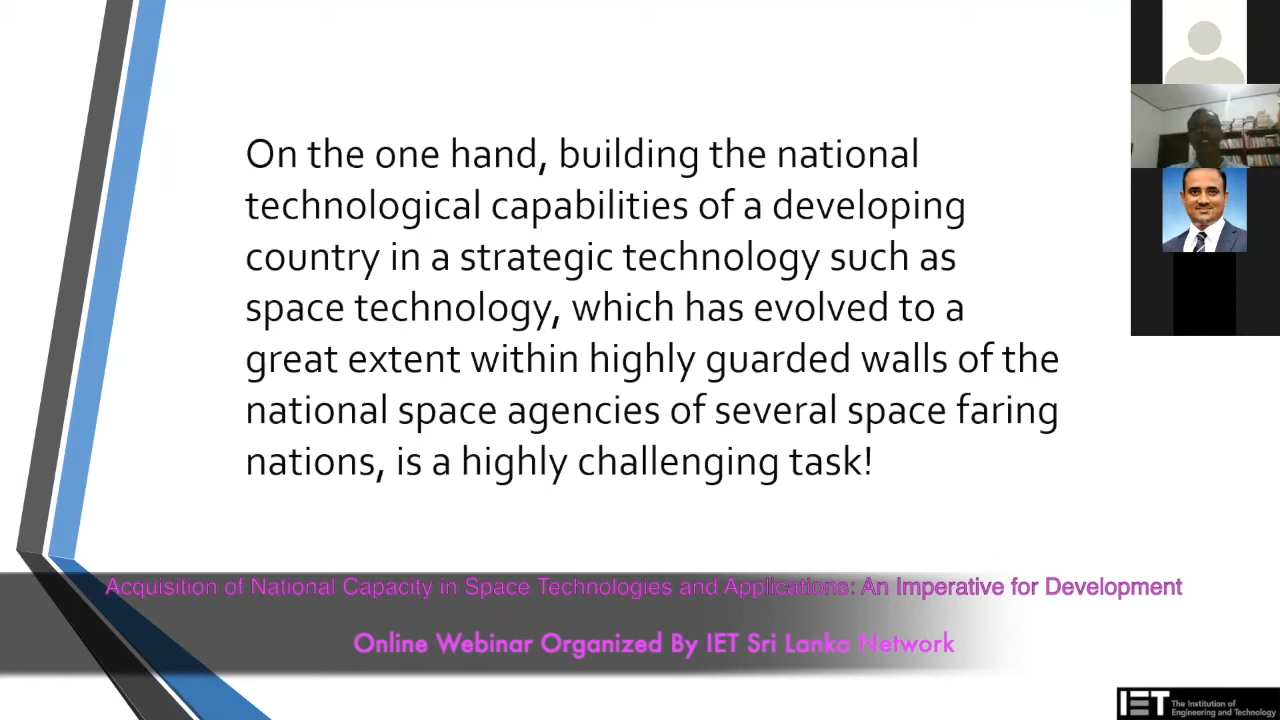 On the one hand, building the national
technological capabilities of a developing
country in a strategic technology such as
space technology, which has evolved to a
great extent within highly guarded walls of the
national space agencies of several space faring
nations, is a highly challenging task!
Acquisition of National Capacity in Space Technologies and Applications: An Imperative for Development
Online Webinar Organized By IET Sri Lanka Network
IET The Institution of
Engineering and Technology